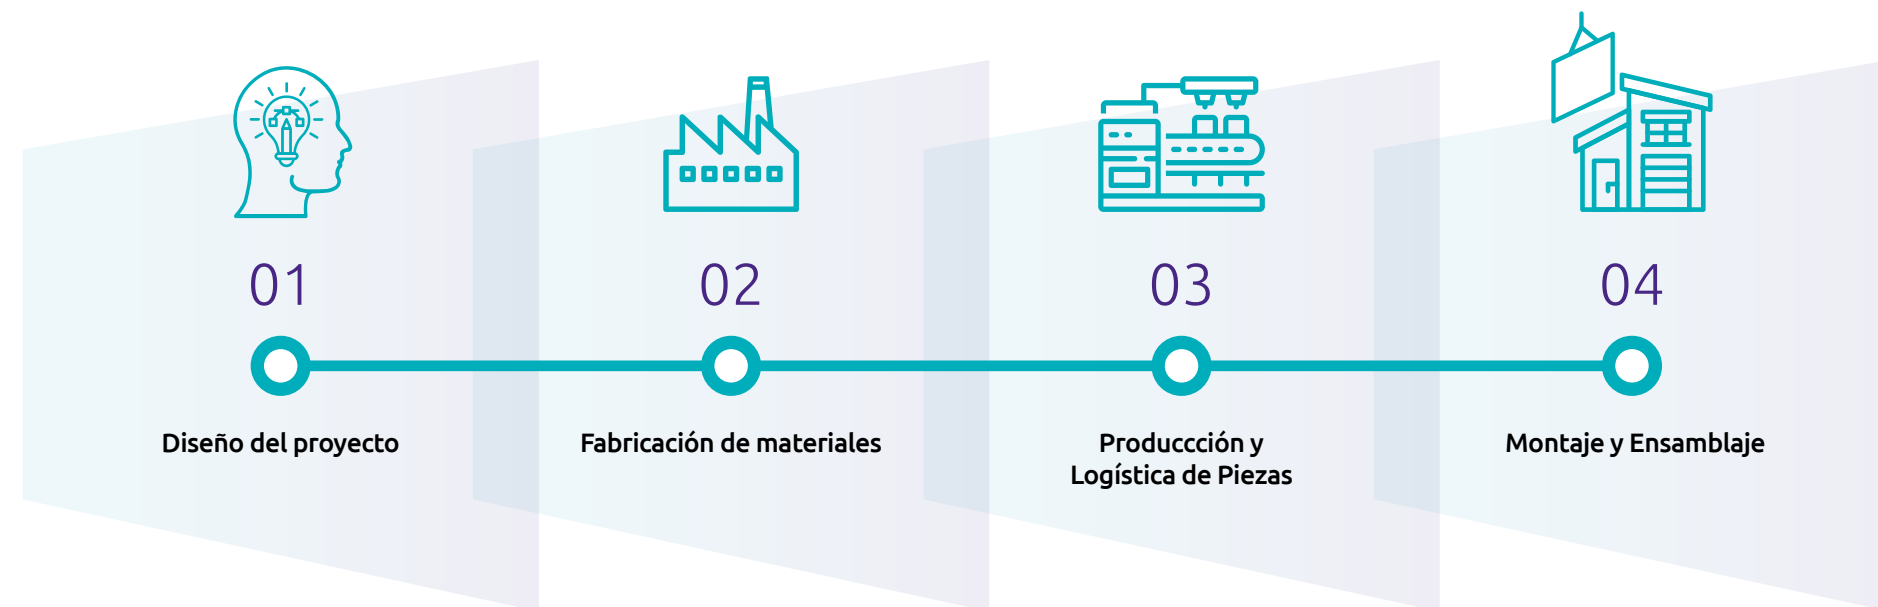 01
02
03
04
Diseño del proyecto
Fabricación de materiales
Produccción y
Logística de Piezas
Montaje y Ensamblaje